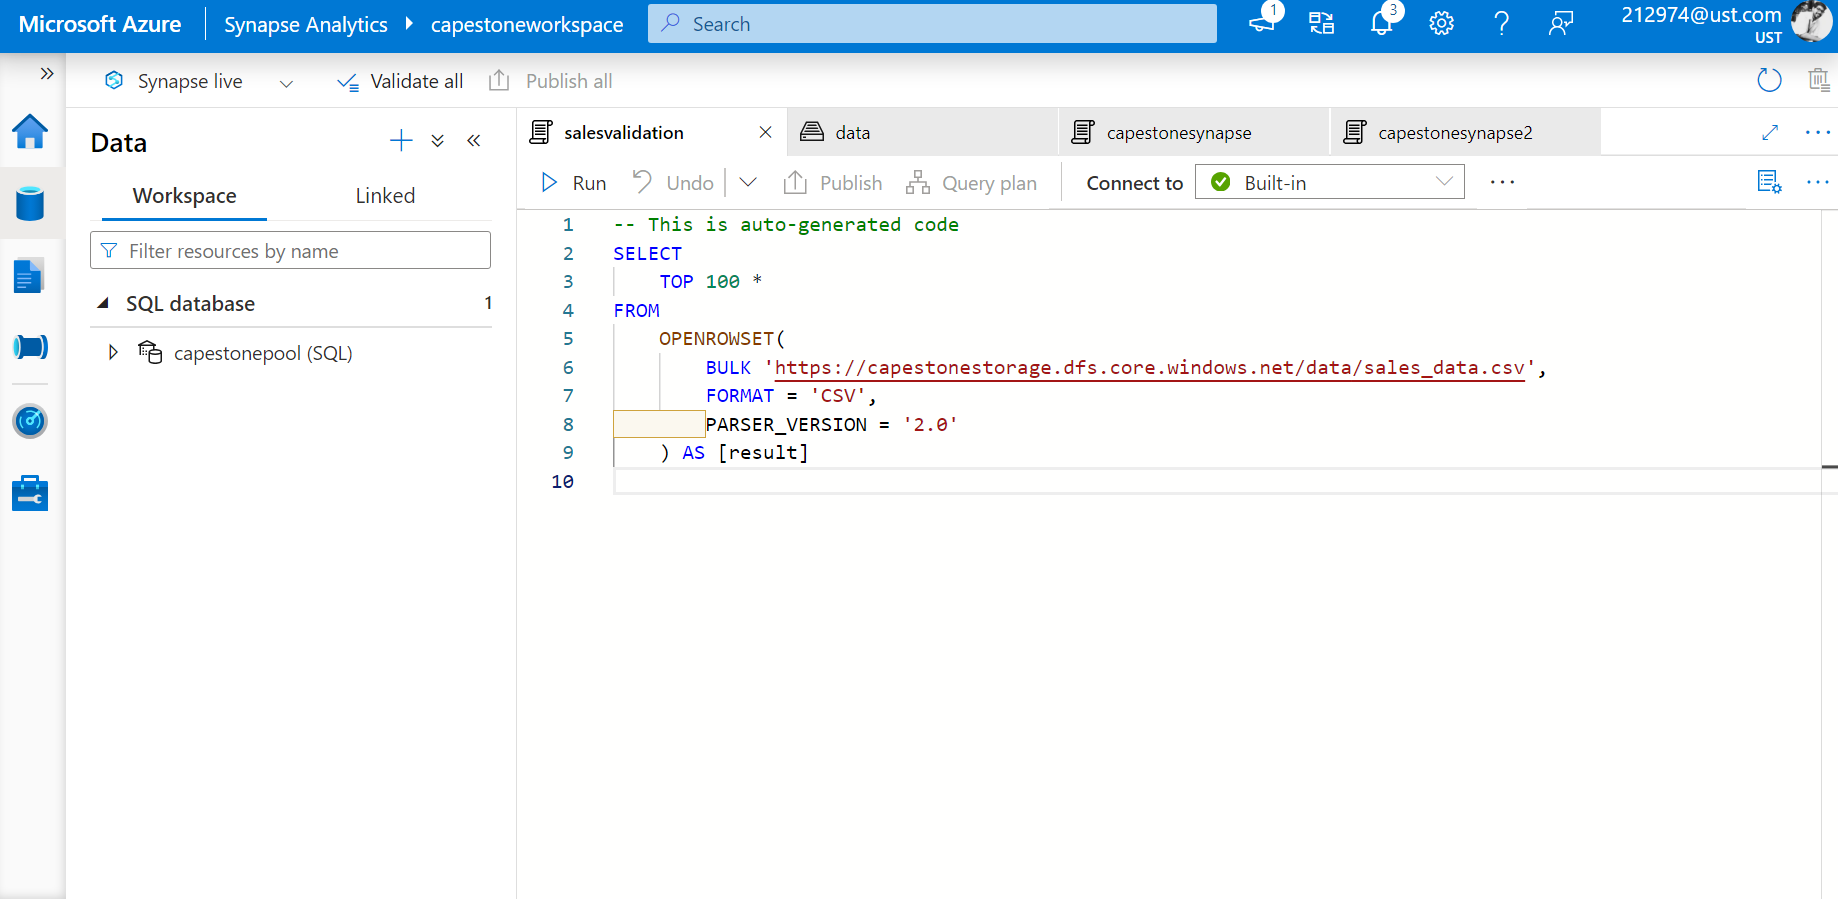 Microsoft Azure
Synapse Analytics
capestoneworkspace
Search
1
3
212974@ust.com
UST
Synapse live
Validate all
Publish all
Data
Workspace
Linked
Filter resources by name
SQL database 1
capestonepool (SQL)
salesvalidation
data
capestonesynapse
capestonesynapse2
Run
Undo
Publish
Query plan
Connect to
Built-in
1 -- This is auto-generated code
2 SELECT
3 TOP 100 *
4 FROM
5 OPENROWSET(
6 BULK 'https://capestonestorage.dfs.core.windows.net/data/sales_data.csv',
7 FORMAT = 'CSV',
8 PARSER_VERSION = '2.0'
9 ) AS [result]
10